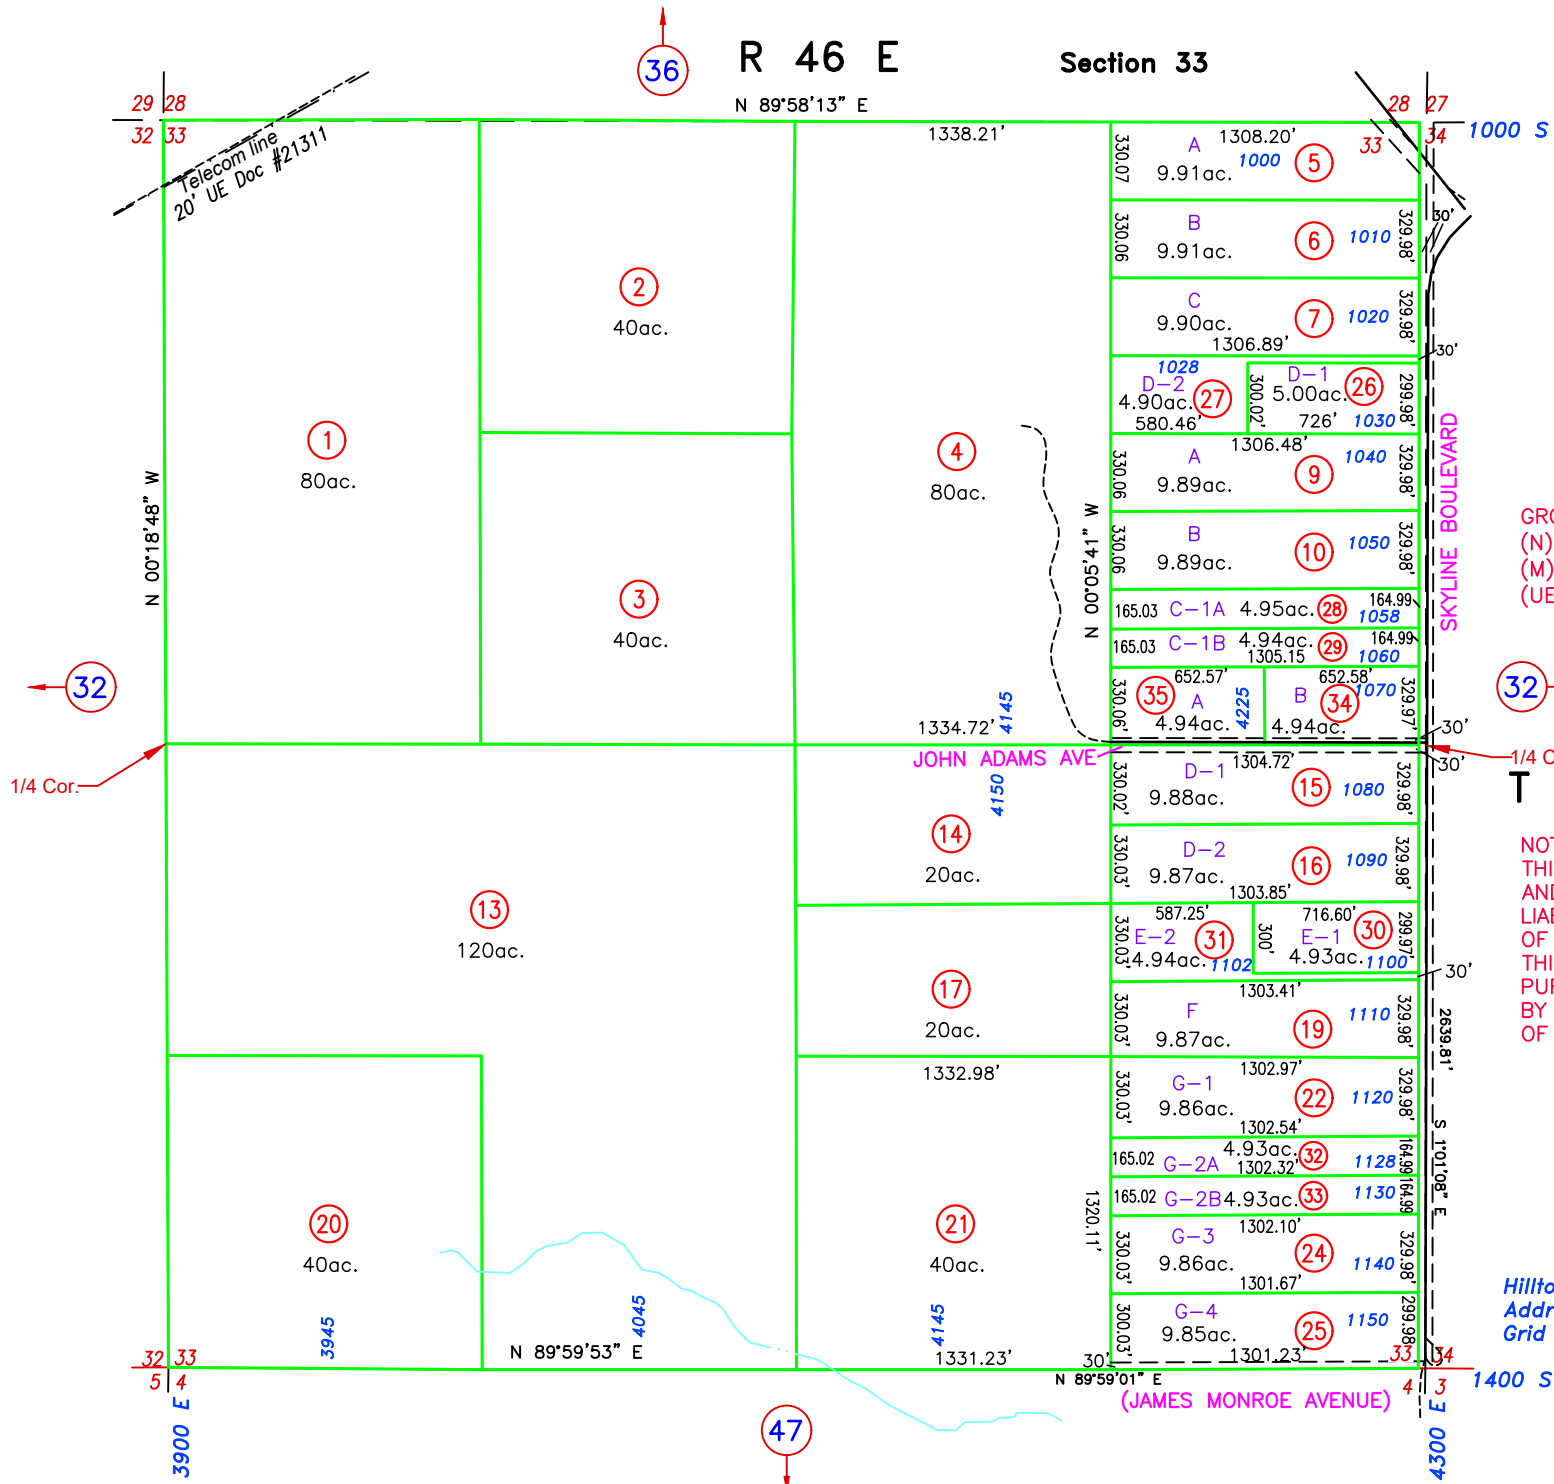 R 46 E
Section 33
36
N 89°58'13" E
29 28
32 33
28 27
33 34
1000 S
Telecom line
20' UE Doc #21311
1338.21'
1308.20'
330.07
A
1000
5
9.91ac.
330.06
B
6
1010
329.98'
30'
9.91ac.
C
7
1020
329.98'
9.90ac.
1306.89'
30'
1028
D-2
27
4.90ac.
580.46'
300.02'
D-1
26
5.00ac.
726'
1030
299.98'
1306.48'
330.06
A
9
1040
329.98'
9.89ac.
330.06
B
10
1050
329.98'
9.89ac.
165.03
C-1A
4.95ac.
28
164.99
1058
165.03
C-1B
4.94ac.
29
164.99
1305.15
1060
330.06'
35
652.57'
A
4.94ac.
4225
652.58'
B
34
1070
4.94ac.
329.97'
30'
SKYLINE BOULEVARD
1
80ac.
2
40ac.
3
40ac.
4
80ac.
N 00°18'48" W
N 00°05'41" W
32
32
1/4 Cor.
1/4 C
T
GRO
(N)
(M)
(UE
1334.72'
4145
JOHN ADAMS AVE
4150
30'
330.02'
D-1
1304.72'
15
1080
329.98'
9.88ac.
330.03'
D-2
16
1090
329.98'
9.87ac.
1303.85'
330.03'
587.25'
E-2
31
4.94ac.
1102
300'
716.60'
E-1
30
4.93ac.
1100
299.97'
30'
1303.41'
330.03'
F
19
1110
329.98'
9.87ac.
2639.81'
1302.97'
330.03'
G-1
22
1120
329.98'
9.86ac.
1302.54'
165.02
G-2A
4.93ac.
32
1302.32'
1128
164.99
S 1°01'08" E
165.02
G-2B
4.93ac.
33
1130
164.99
1302.10'
330.03'
G-3
24
1140
329.98'
9.86ac.
1301.67'
300.03'
G-4
25
1150
299.98'
9.85ac.
1301.23'
30'
13
120ac.
14
20ac.
17
20ac.
1332.98'
1320.11'
20
40ac.
21
40ac.
3945
4045
4145
N 89°59'53" E
1331.23'
N 89°59'01" E
(JAMES MONROE AVENUE)
32 33
5 4
33 34
4 3
1400 S
3900 E
4300 E
47
NOT
THI
AND
LIAB
OF
THI
PUR
BY
OF
Hillto
Addr
Grid